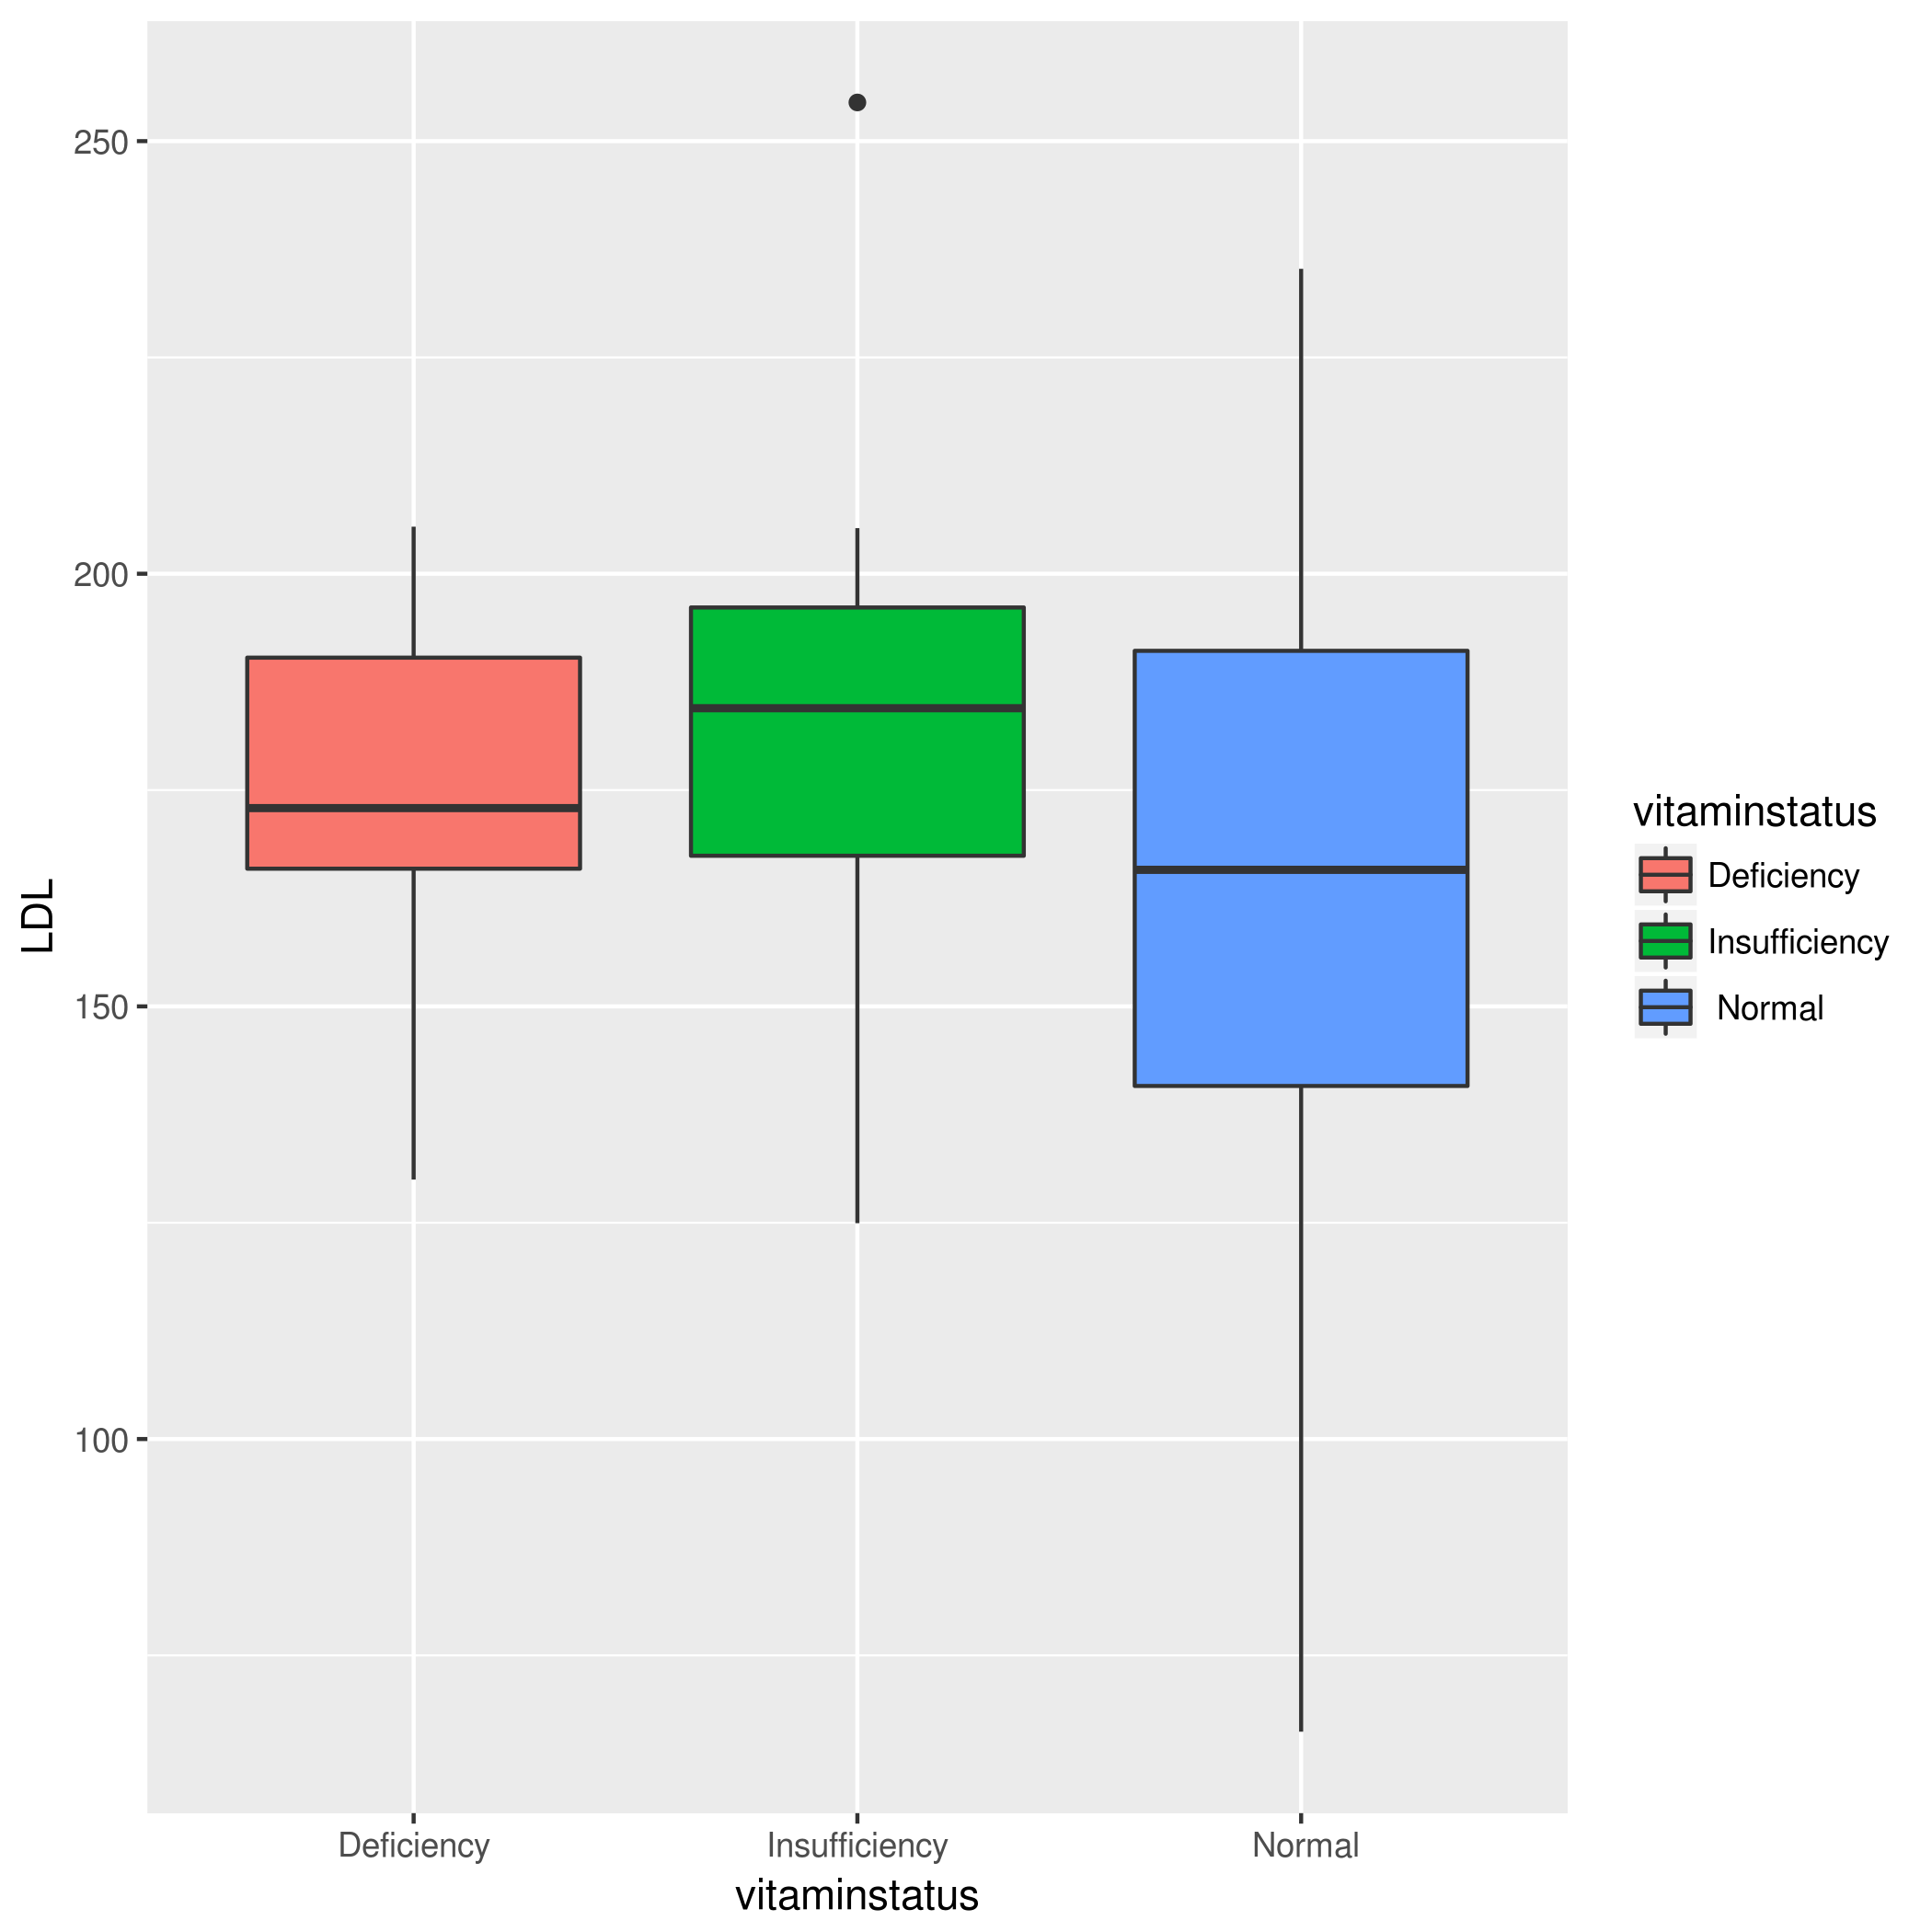 250
200
150
100
LDL
Deficiency
Insufficiency
Normal
vitaminstatus
vitaminstatus
Deficiency
Insufficiency
Normal